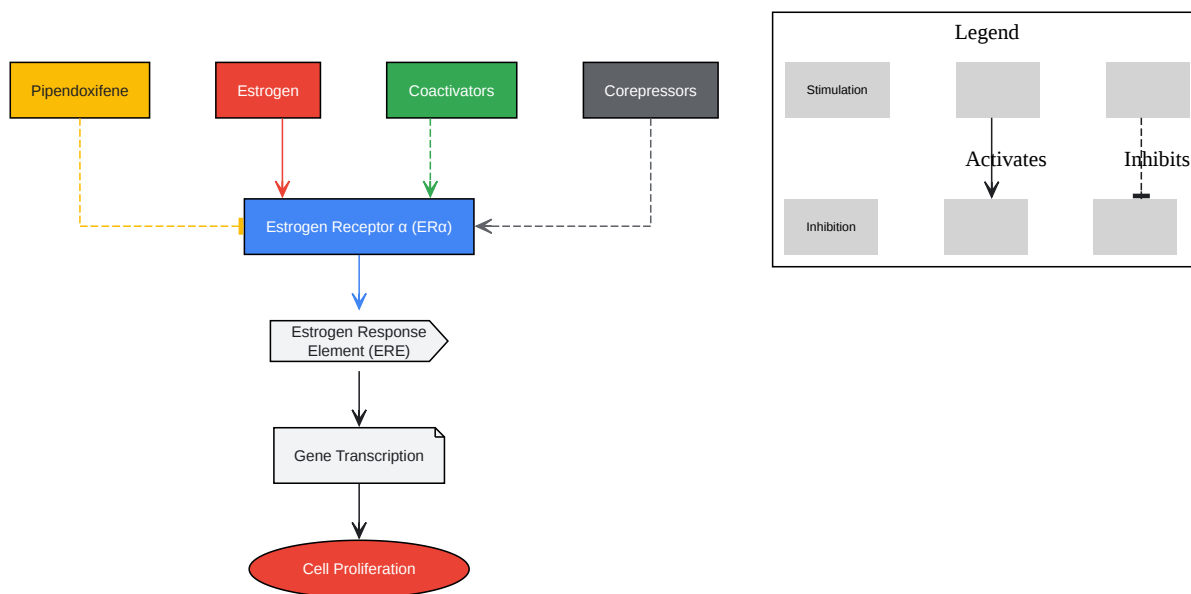 Legend
Pipendoxifene
Estrogen
Coactivators
Corepressors
Stimulation
Activates
Inhibits
Estrogen Receptor α (ERα)
Inhibition
Estrogen Response
Element (ERE)
Gene Transcription
Cell Proliferation